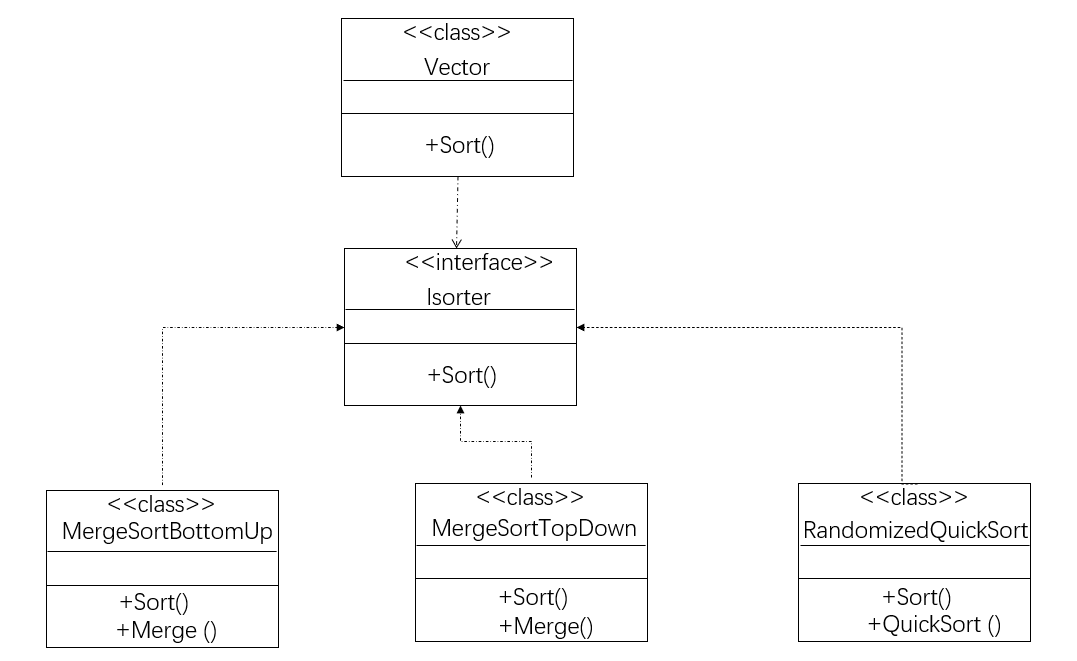 <<class>>
Vector
+Sort()
<<interface>>
Isorter
+Sort()
<<class>>
MergeSortBottomUp
+Sort()
+Merge ()
<<class>>
MergeSortTopDown
+Sort()
+Merge()
<<class>>
RandomizedQuickSort
+Sort()
+QuickSort ()